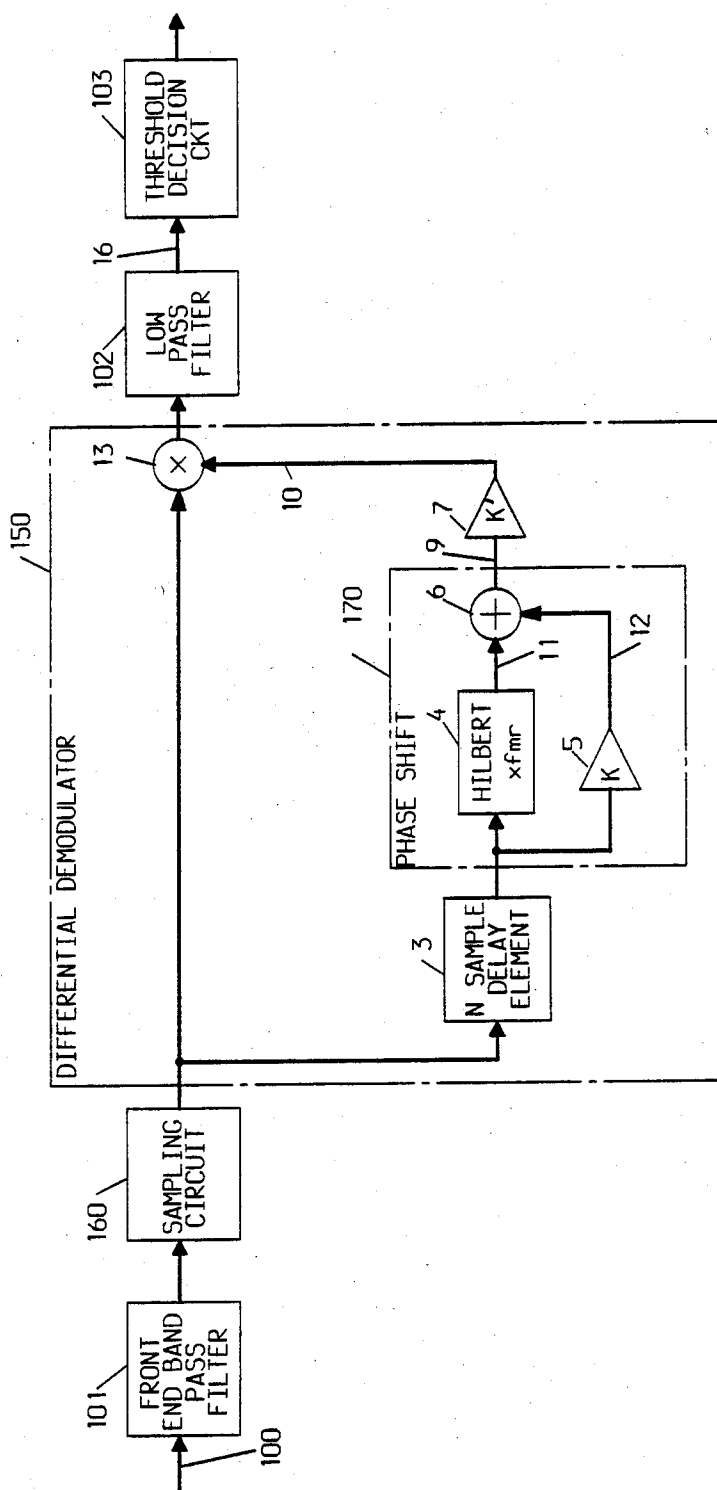 100
101
FRONT
END BAND
PASS
FILTER
160
SAMPLING
CIRCUIT
DIFFERENTIAL DEMODULATOR
150
3
N SAMPLE
DELAY
ELEMENT
PHASE SHIFT
170
4
HILBERT
xfmr
5
K
11
12
6
+
9
7
K'
10
13
×
102
LOW
PASS
FILTER
16
103
THRESHOLD
DECISION
CKT